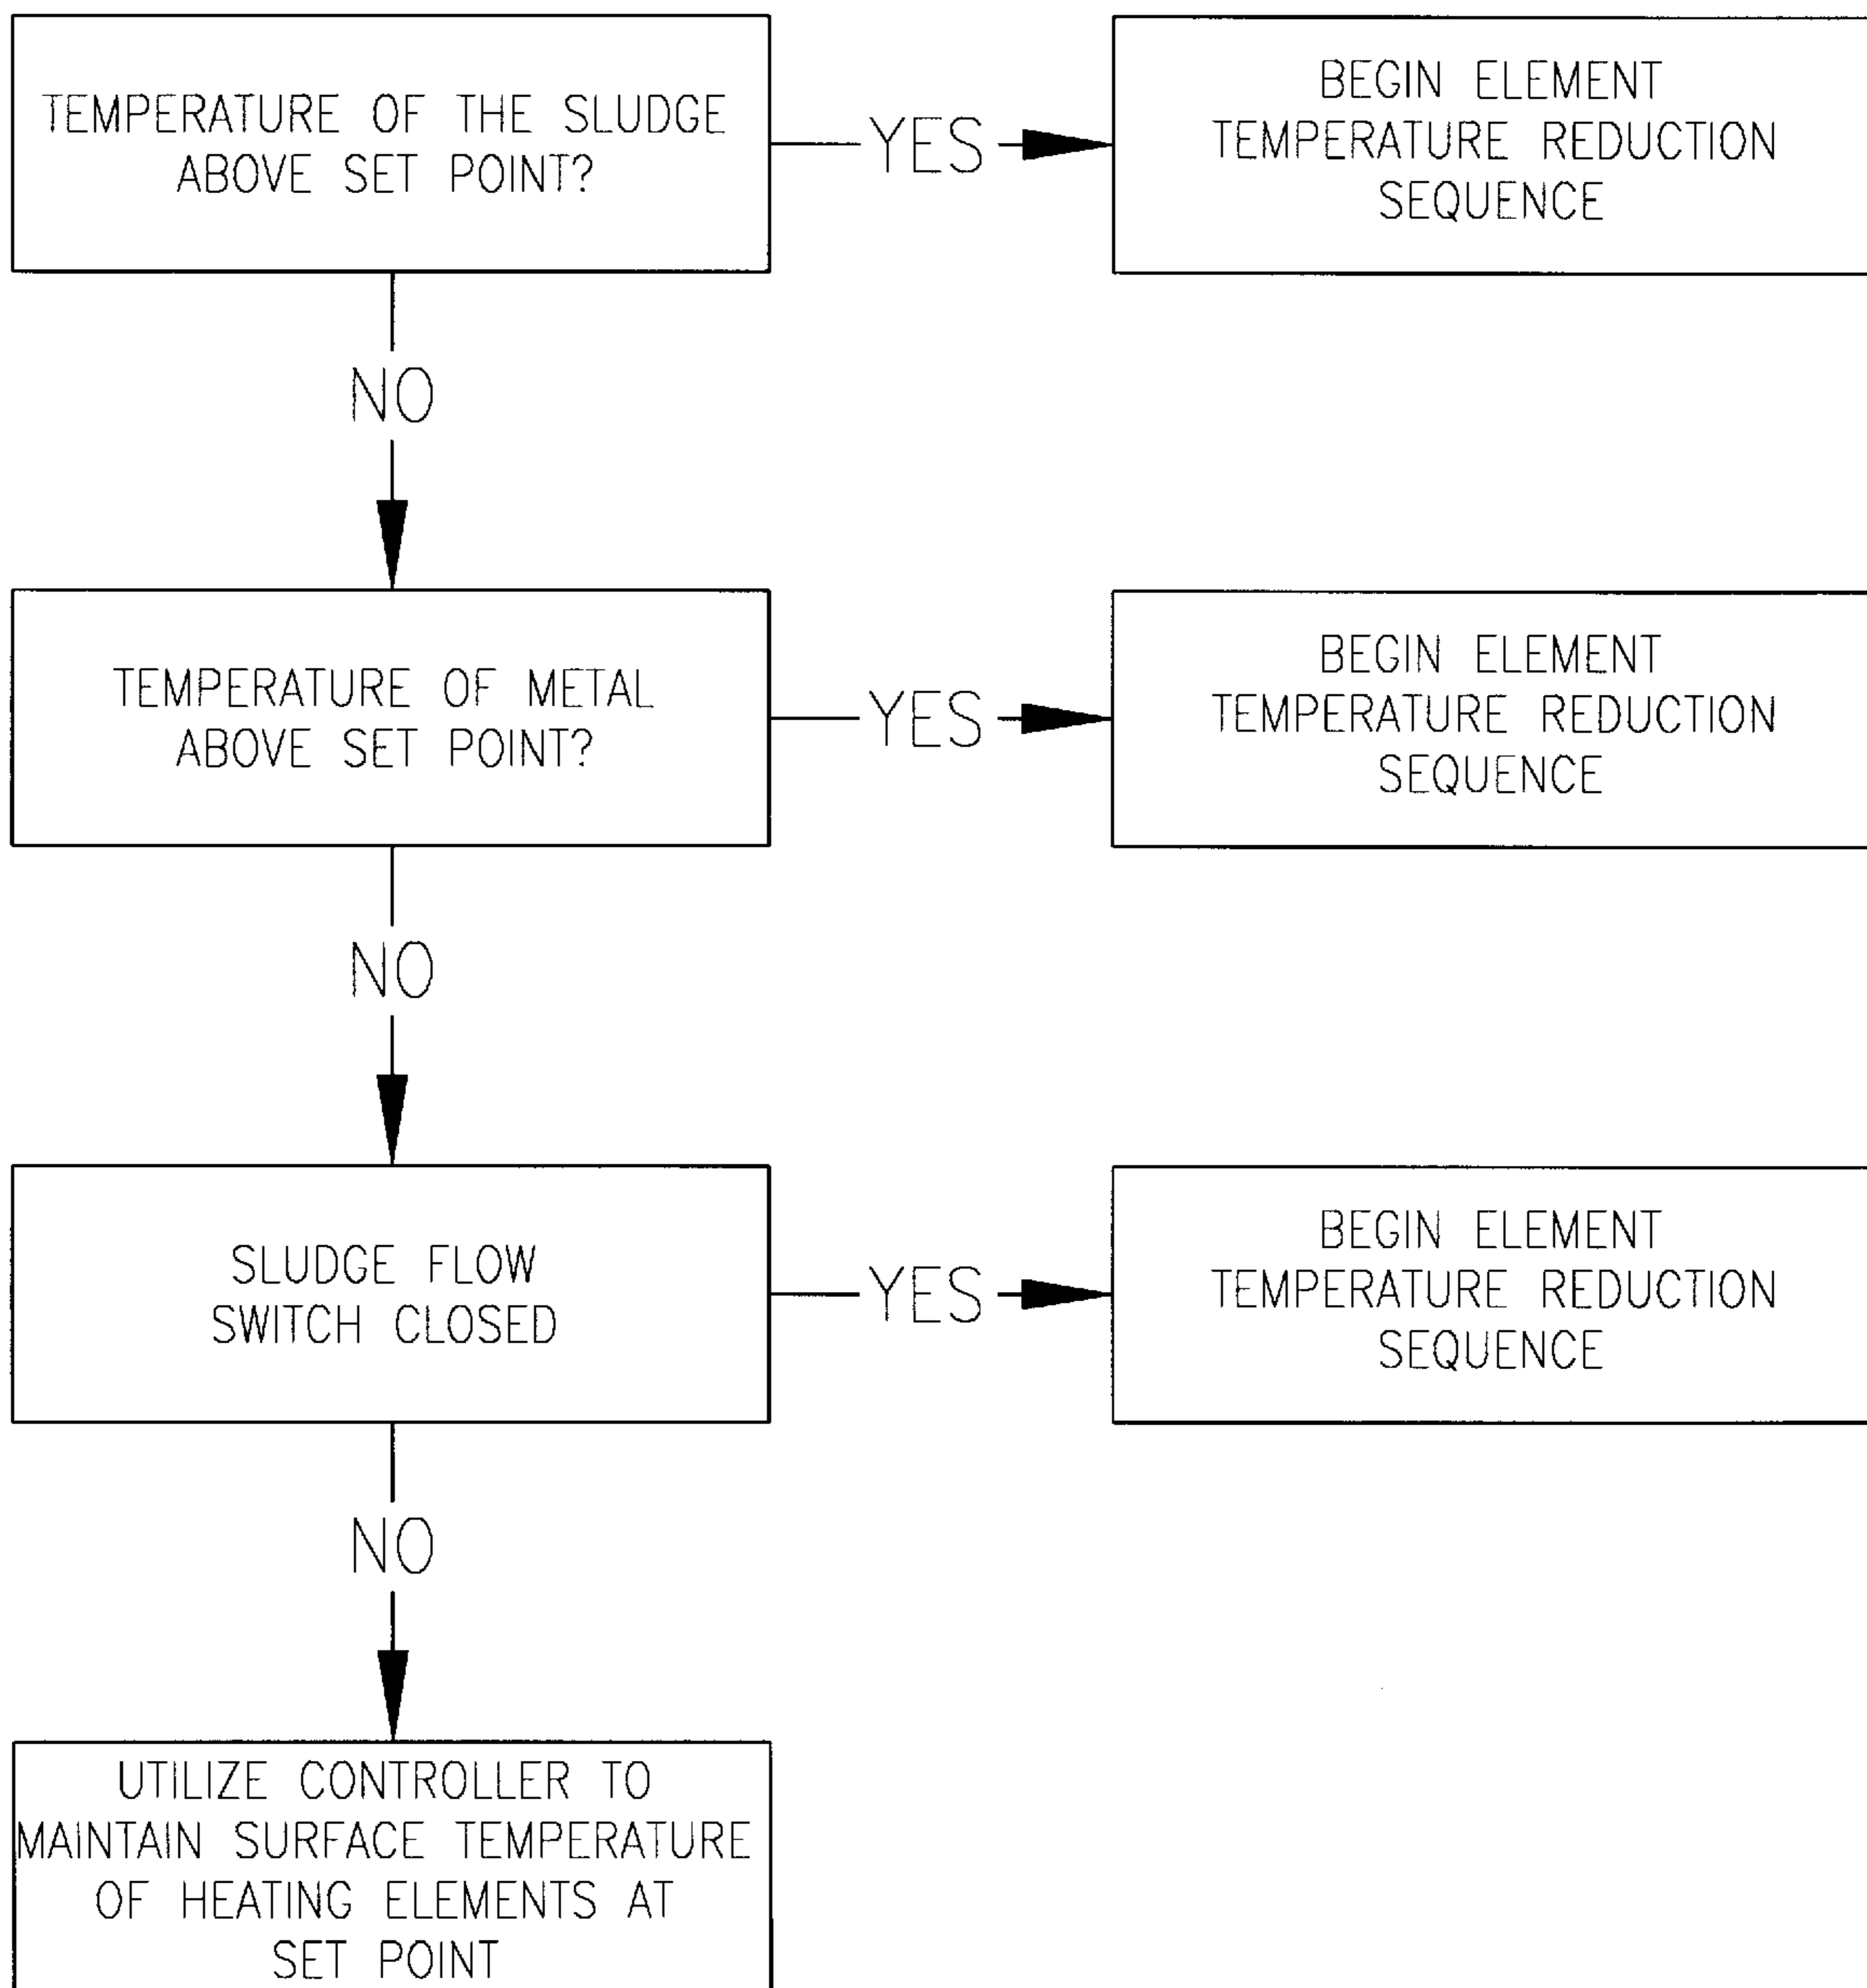 TEMPERATURE OF THE SLUDGE
ABOVE SET POINT?
YES
BEGIN ELEMENT
TEMPERATURE REDUCTION
SEQUENCE
NO
TEMPERATURE OF METAL
ABOVE SET POINT?
YES
BEGIN ELEMENT
TEMPERATURE REDUCTION
SEQUENCE
NO
SLUDGE FLOW
SWITCH CLOSED
YES
BEGIN ELEMENT
TEMPERATURE REDUCTION
SEQUENCE
NO
UTILIZE CONTROLLER TO
MAINTAIN SURFACE TEMPERATURE
OF HEATING ELEMENTS AT
SET POINT